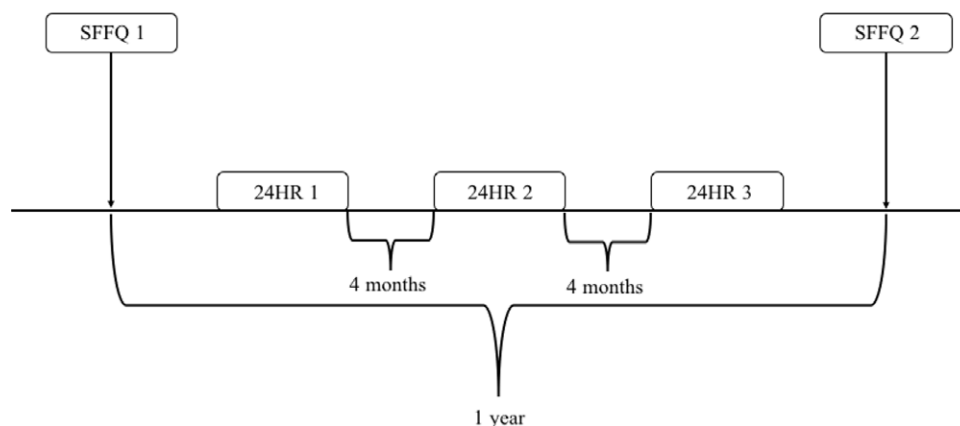 SFFQ 1
SFFQ 2
24HR 1
24HR 2
24HR 3
4 months
4 months
1 year